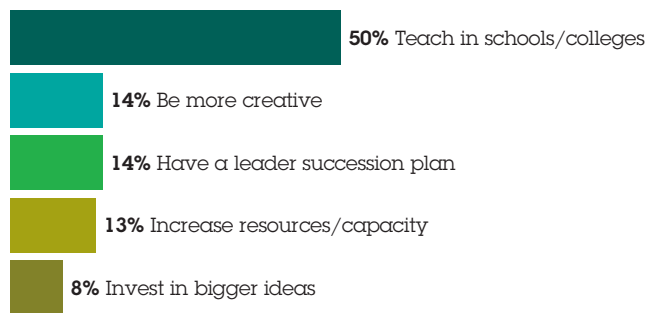 50% Teach in schools/colleges
14% Be more creative
14% Have a leader succession plan
13% Increase resources/capacity
8% Invest in bigger ideas